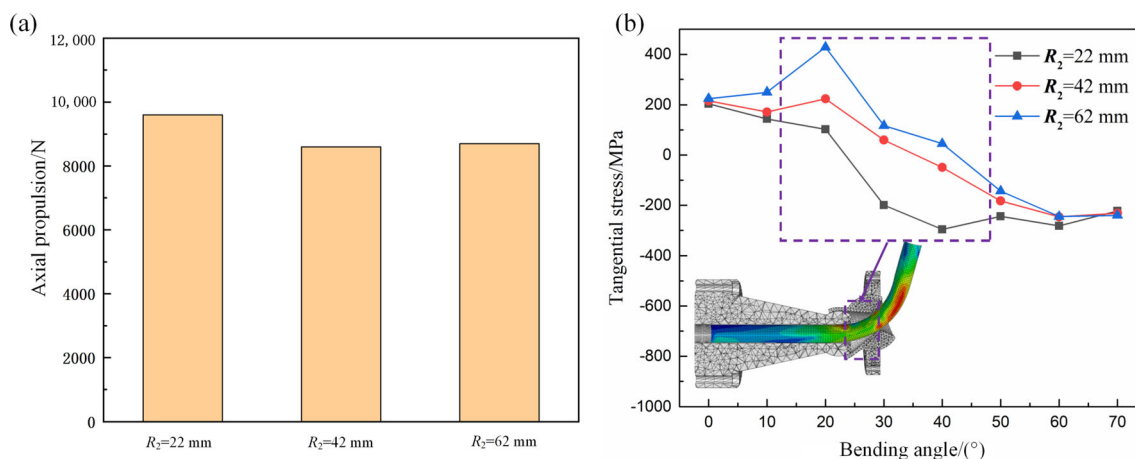 (a)
12,000
10,000
8000
6000
4000
2000
0
Axial propulsion/N
R2=22 mm
R2=42 mm
R2=62 mm
(b)
400
200
0
-200
-300
-400
-600
-800
-1000
Tangential stress/MPa
R2=22 mm
R2=42 mm
R2=62 mm
0 10 20 30 40 50 60 70
Bending angle/(°)